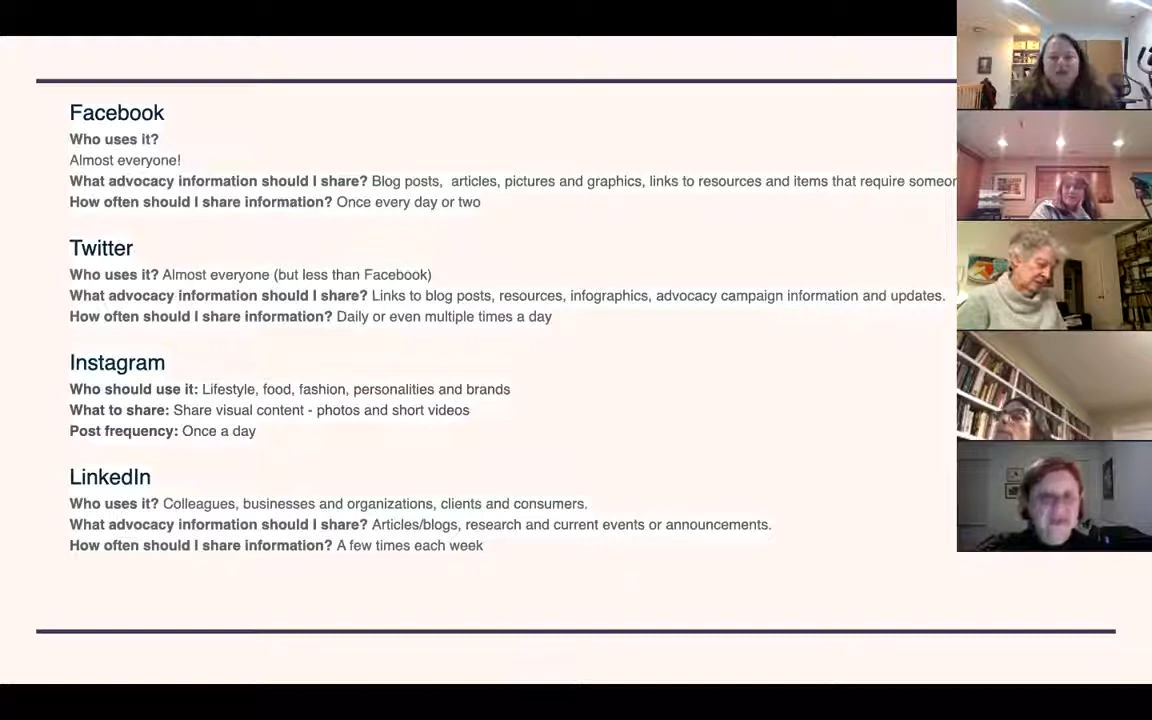 Facebook
Who uses it?
Almost everyone!
What advocacy information should I share? Blog posts, articles, pictures and graphics, links to resources and items that require
How often should I share information? Once every day or two
Twitter
Who uses it? Almost everyone (but less than Facebook)
What advocacy information should I share? Links to blog posts, resources, infographics, advocacy campaign information and updates.
How often should I share information? Daily or even multiple times a day
Instagram
Who should use it: Lifestyle, food, fashion, personalities and brands
What to share: Share visual content - photos and short videos
Post frequency: Once a day
LinkedIn
Who uses it? Colleagues, businesses and organizations, clients and consumers.
What advocacy information should I share? Articles/blogs, research and current events or announcements.
How often should I share information? A few times each week